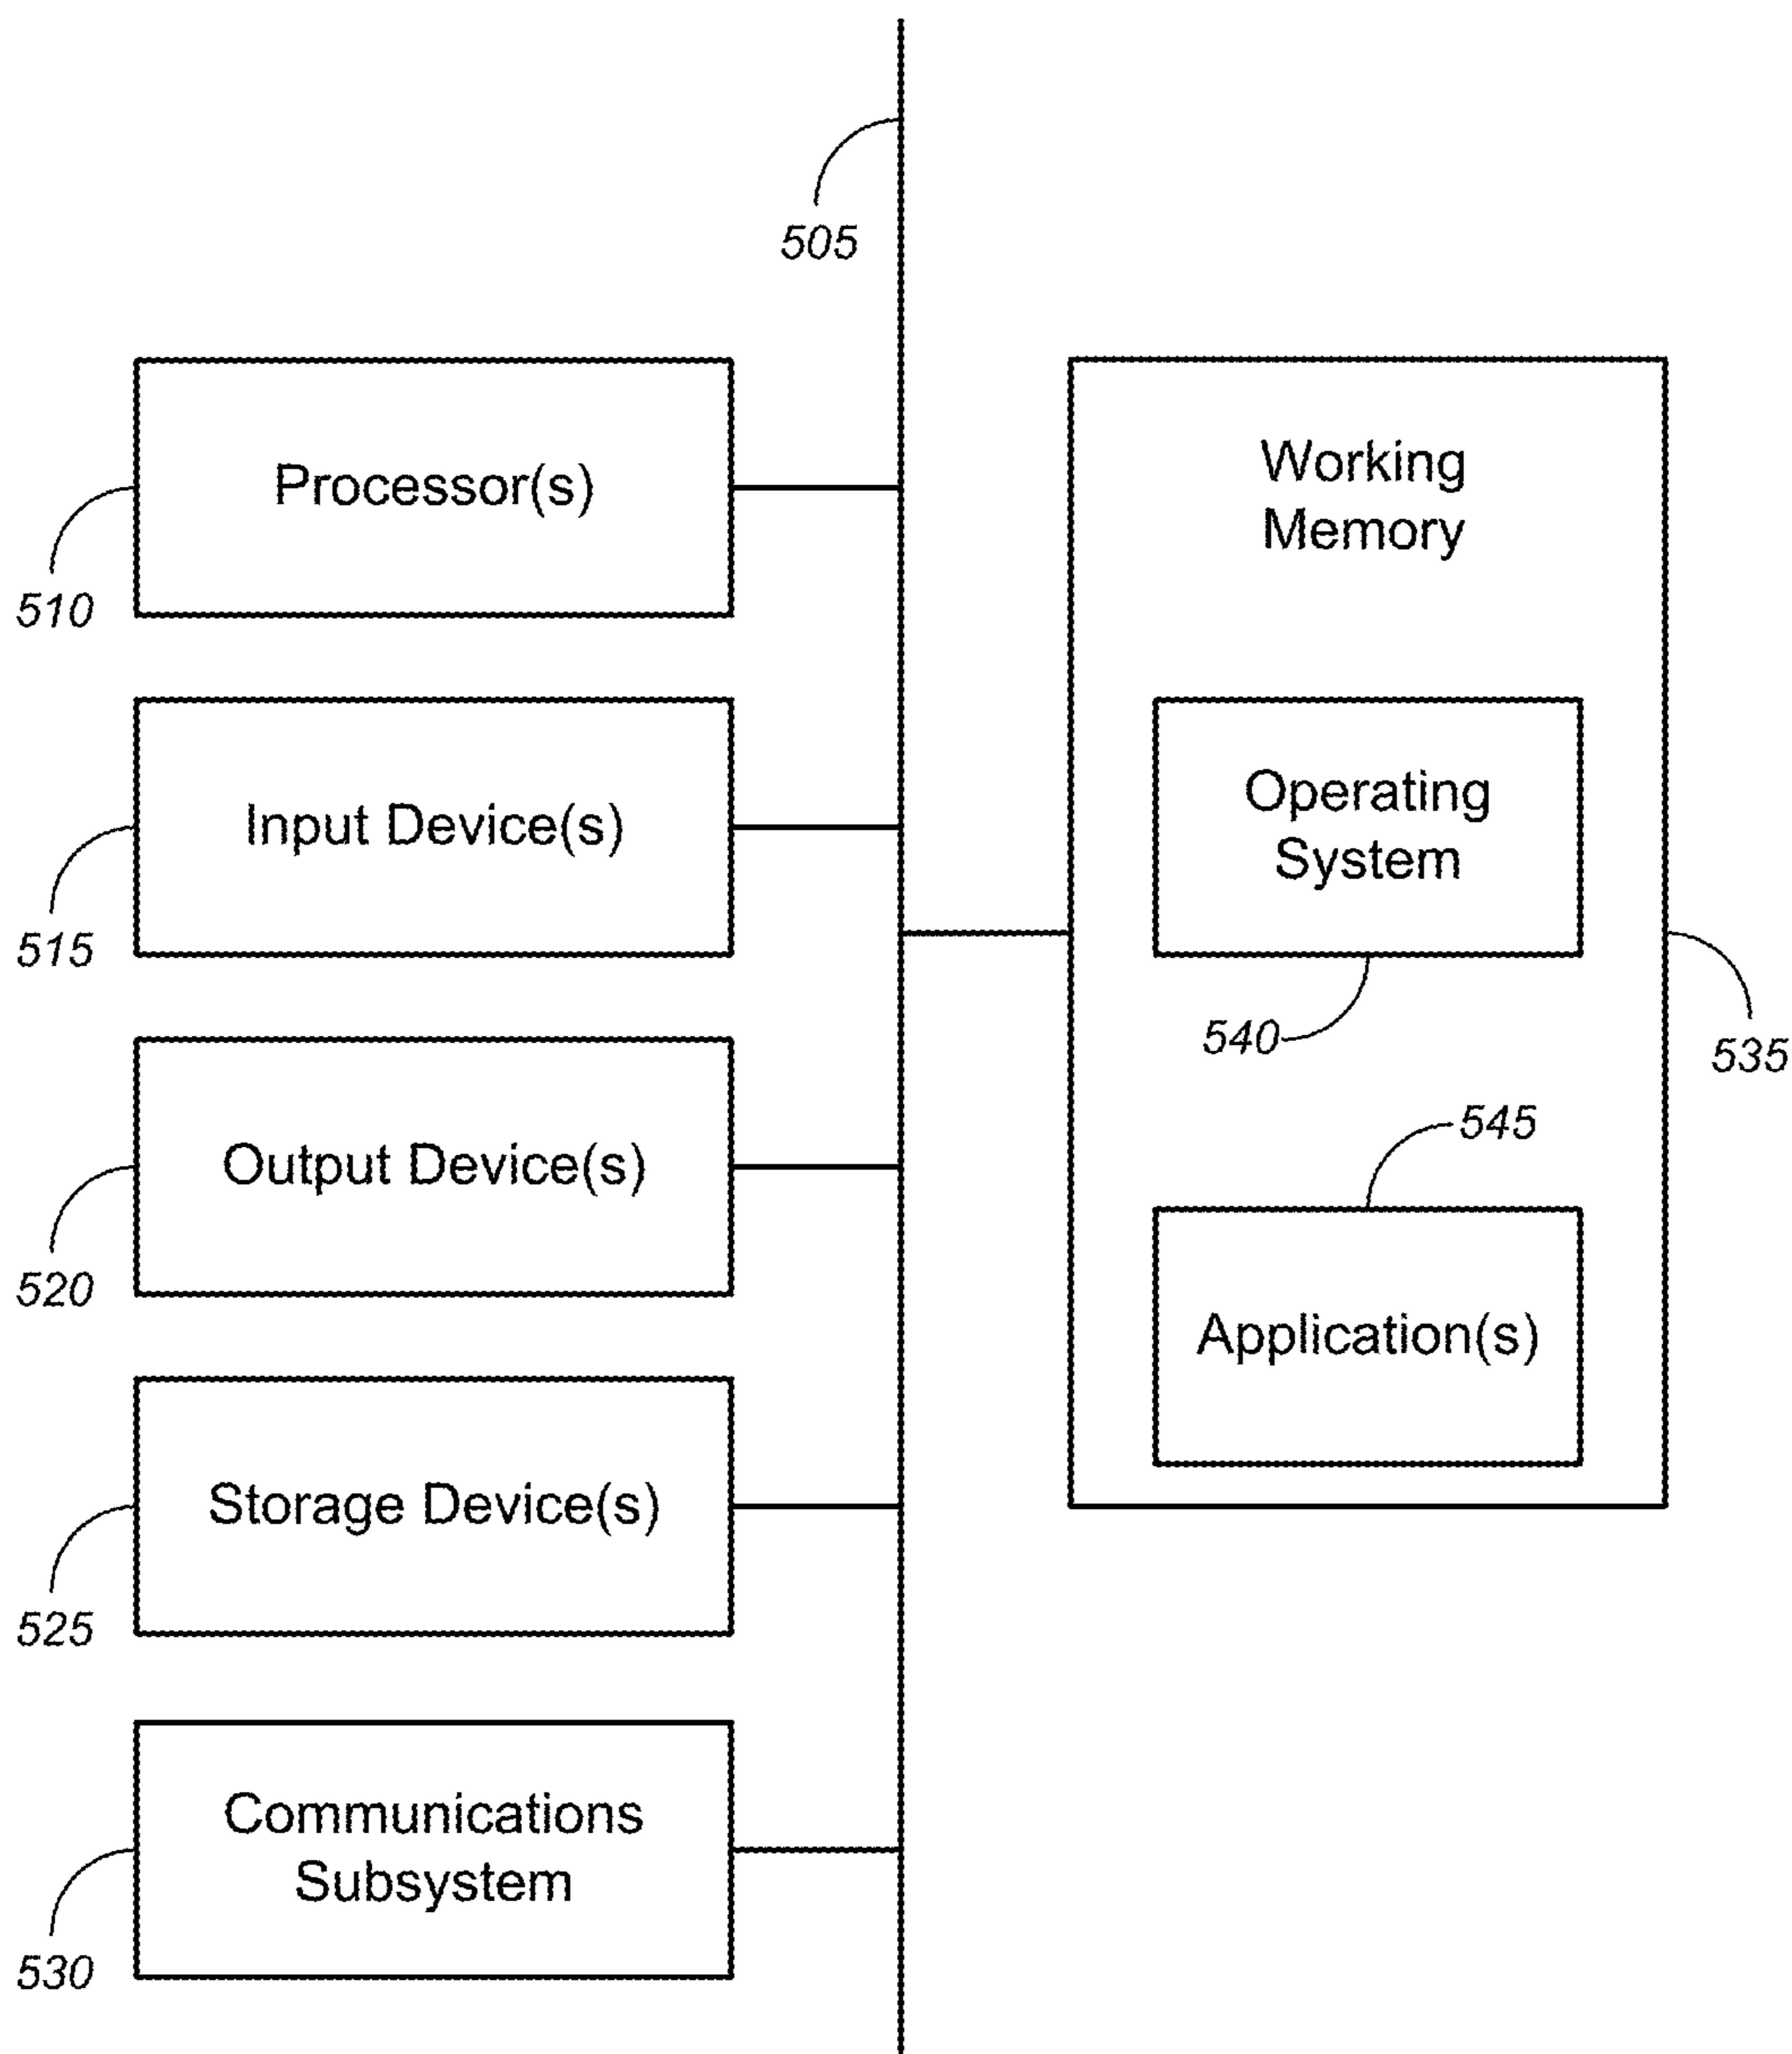 505
Processor(s)
510
Input Device(s)
515
Output Device(s)
520
Storage Device(s)
525
Communications
Subsystem
530
Working
Memory
Operating
System
540
535
545
Application(s)